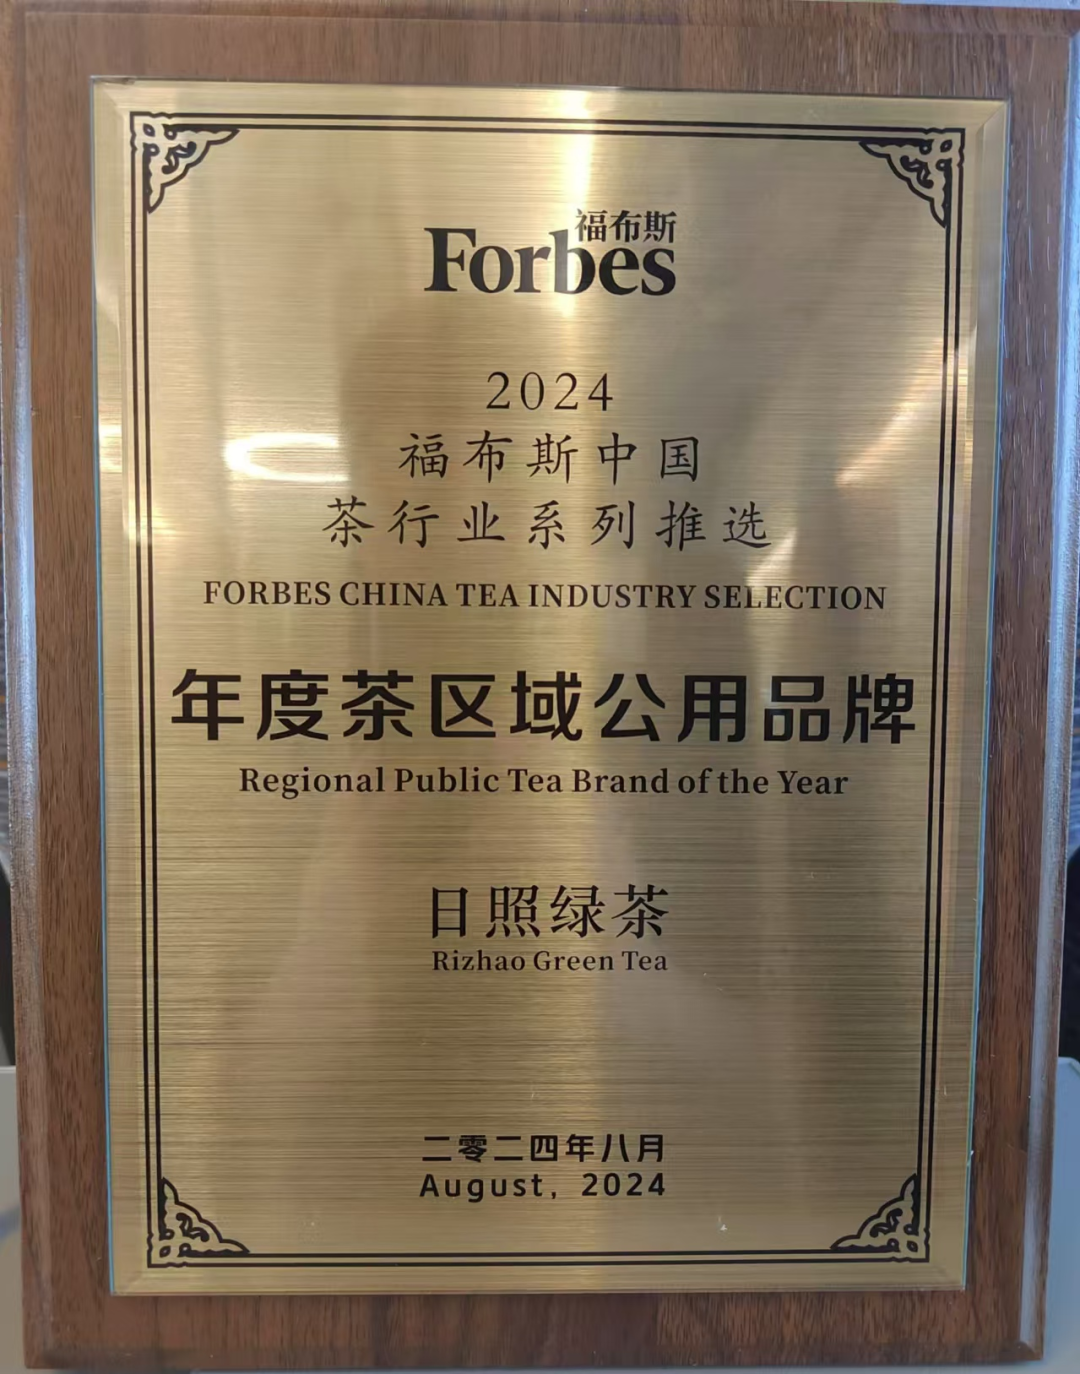 福布斯
Forbes
2024
福布斯中国
茶行业系列推选
FORBES CHINA TEA INDUSTRY SELECTION
年度茶区域公用品牌
Regional Public Tea Brand of the Year
日照绿茶
Rizhao Green Tea
二零二四年八月
August, 2024